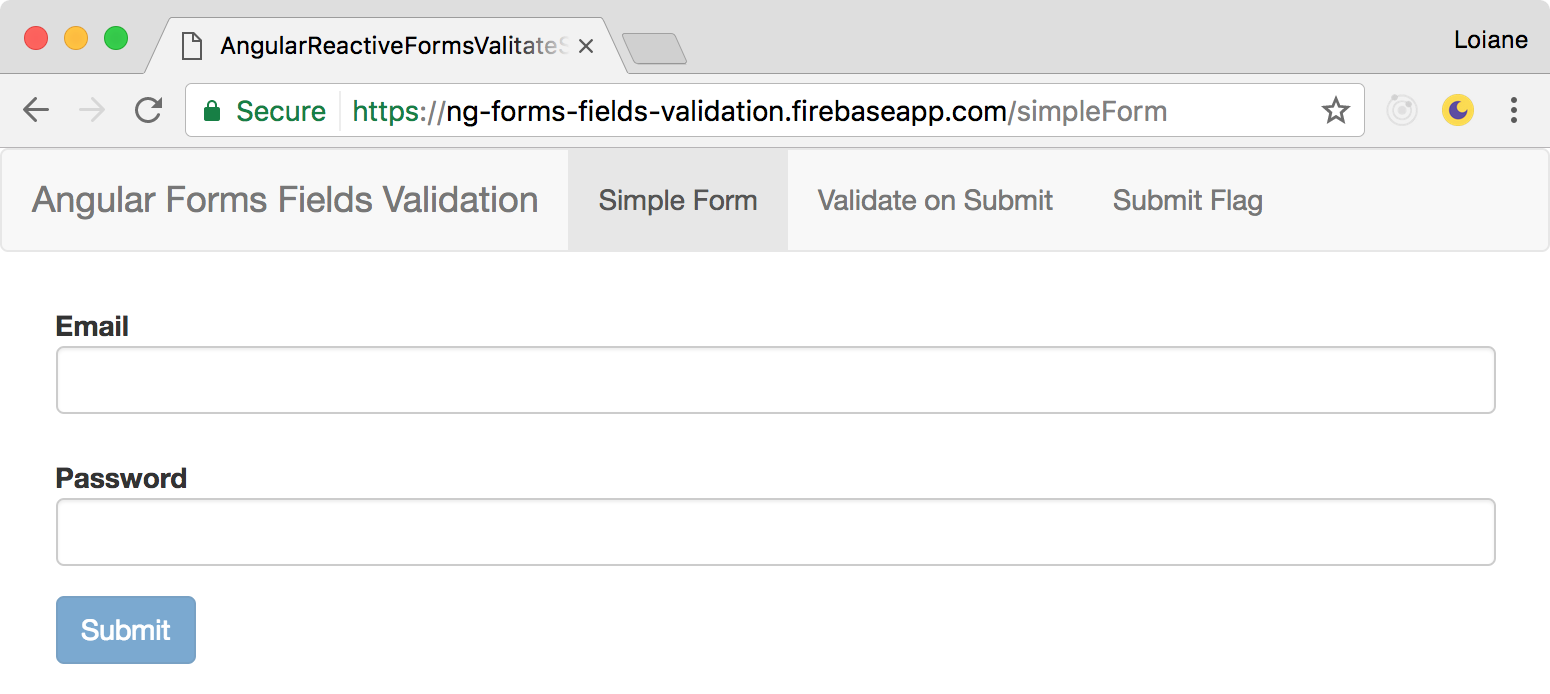 AngularReactiveFormsValitateS
Loiane
Secure https://ng-forms-fields-validation.firebaseapp.com/simpleForm
Angular Forms Fields Validation Simple Form Validate on Submit Submit Flag
Email
Password
Submit